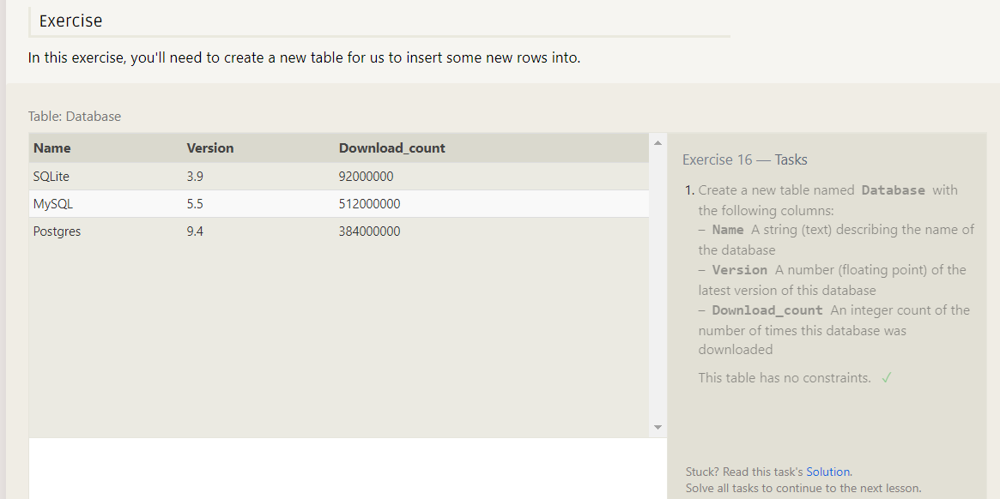 Exercise
In this exercise, you'll need to create a new table for us to insert some new rows into.
Table: Database
Name Version Download_count
SQLite 3.9 92000000
MySQL 5.5 512000000
Postgres 9.4 384000000
Exercise 16 — Tasks
1. Create a new table named Database with
the following columns:
– Name A string (text) describing the name of
the database
– Version A number (floating point) of the
latest version of this database
– Download_count An integer count of the
number of times this database was
downloaded
This table has no constraints. ✓
Stuck? Read this task's Solution.
Solve all tasks to continue to the next lesson.